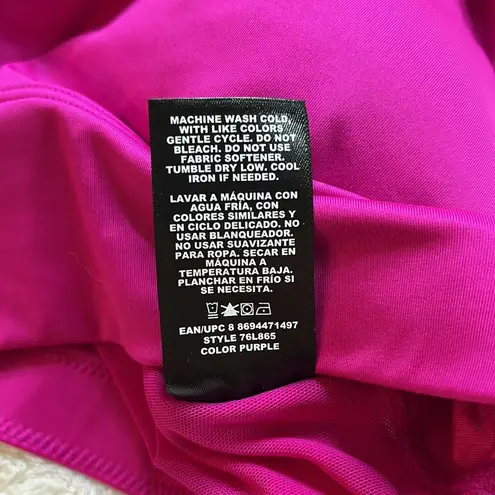 MACHINE WASH COLD
WITH LIKE COLORS
GENTLE CYCLE. DO NOT
BLEACH. DO NOT USE
FABRIC SOFTENER.
TUMBLE DRY LOW. COOL
IRON IF NEEDED.
LAVAR A MÁQUINA CON
AGUA FRÍA, CON
COLORES SIMILARES Y
EN CICLO DELICADO. NO
USAR BLANQUEADOR.
NO USAR SUAVIZANTE
PARA ROPA. SECAR EN
MÁQUINA A
TEMPERATURA BAJA.
PLANCHAR EN FRÍO SI
SE NECESITA.
EAN/UPC 8 8694471497
STYLE 76L865
COLOR PURPLE